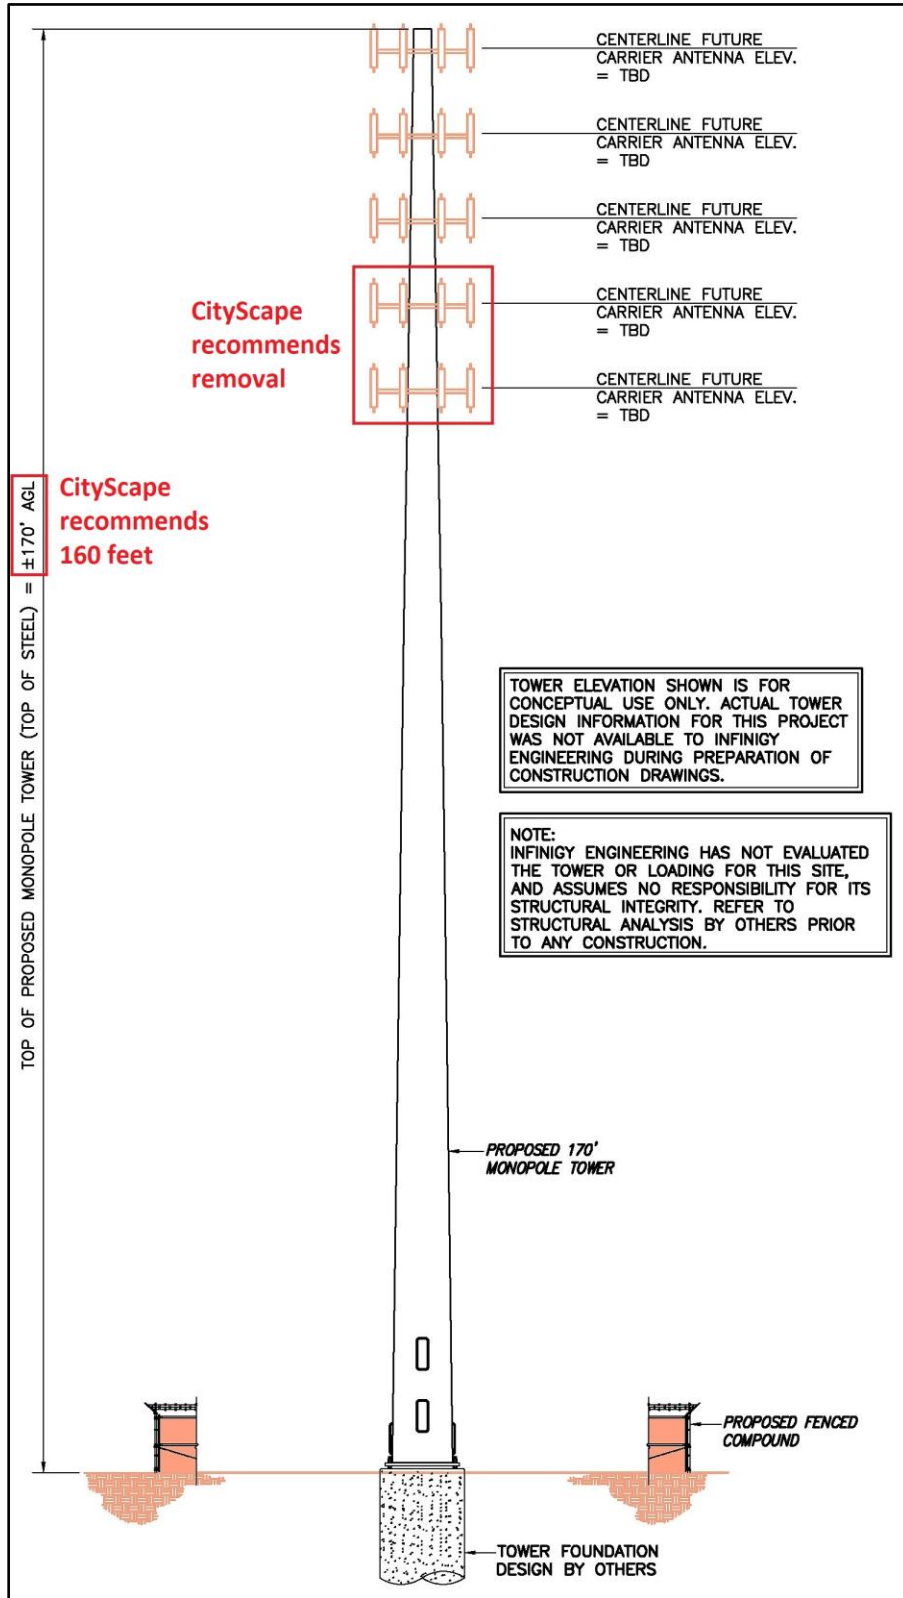 CENTERLINE FUTURE
CARRIER ANTENNA ELEV.
= TBD
CENTERLINE FUTURE
CARRIER ANTENNA ELEV.
= TBD
CENTERLINE FUTURE
CARRIER ANTENNA ELEV.
= TBD
CENTERLINE FUTURE
CARRIER ANTENNA ELEV.
= TBD
CENTERLINE FUTURE
CARRIER ANTENNA ELEV.
= TBD
CityScape
recommends
removal
CityScape
recommends
160 feet
TOP OF PROPOSED MONOPOLE TOWER (TOP OF STEEL) = ±170' AGL
TOWER ELEVATION SHOWN IS FOR
CONCEPTUAL USE ONLY. ACTUAL TOWER
DESIGN INFORMATION FOR THIS PROJECT
WAS NOT AVAILABLE TO INFINIGY
ENGINEERING DURING PREPARATION OF
CONSTRUCTION DRAWINGS.
NOTE:
INFINIGY ENGINEERING HAS NOT EVALUATED
THE TOWER OR LOADING FOR THIS SITE,
AND ASSUMES NO RESPONSIBILITY FOR ITS
STRUCTURAL INTEGRITY. REFER TO
STRUCTURAL ANALYSIS BY OTHERS PRIOR
TO ANY CONSTRUCTION.
PROPOSED 170'
MONOPOLE TOWER
PROPOSED FENCED
COMPOUND
TOWER FOUNDATION
DESIGN BY OTHERS